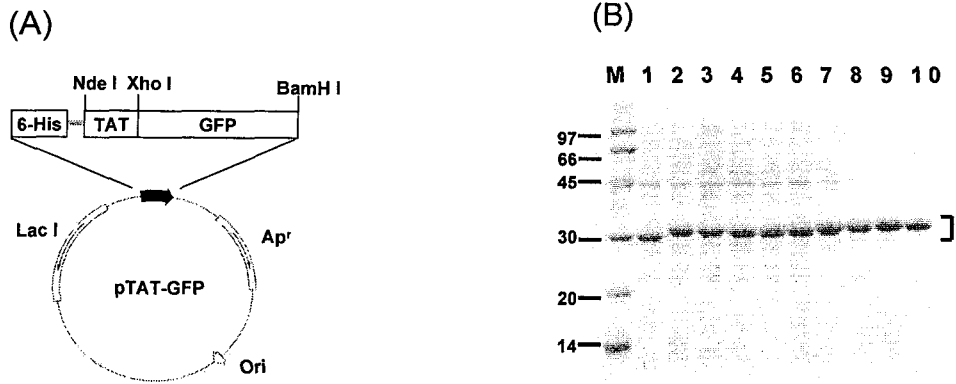 (A)
Nde I Xho I
BamH I
6-His TAT GFP
Lac I
Apr
pTAT-GFP
Ori
(B)
M 1 2 3 4 5 6 7 8 9 10
97
66
45
30
20
14